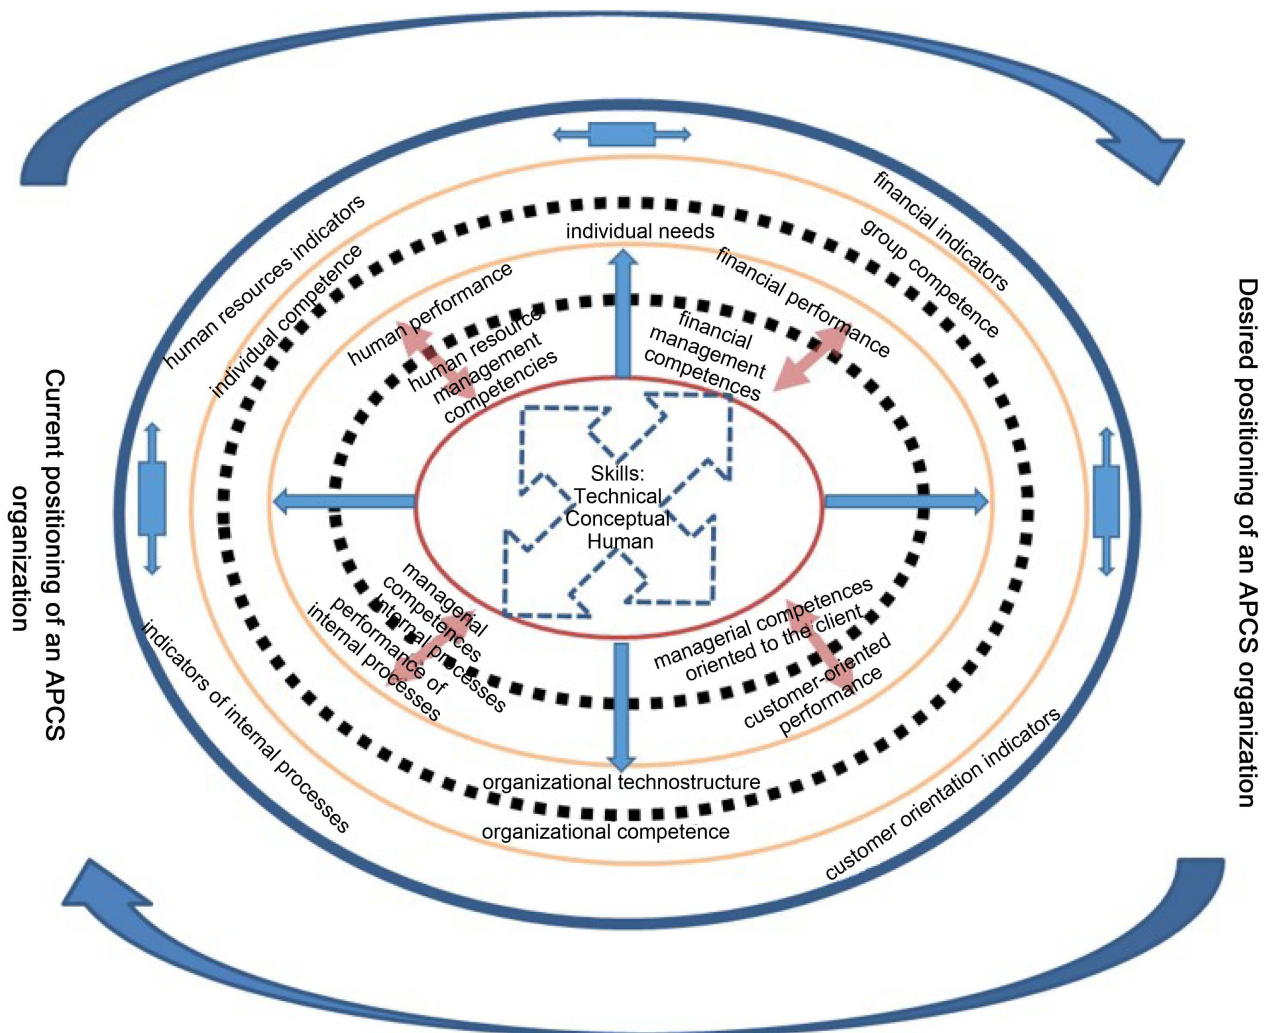 human resources indicators
individual competence
financial indicators
group competence
individual needs
human performance
financial performance
human resource
management
competencies
financial
management
competences
Current positioning of an APCS
organization
Skills:
Technical
Conceptual
Human
Desired positioning of an APCS organization
managerial
competences
Internal processes
performance of
internal processes
managerial competences
oriented to the client
customer-oriented
performance
indicators of internal processes
organizational technostructure
organizational competence
customer orientation indicators